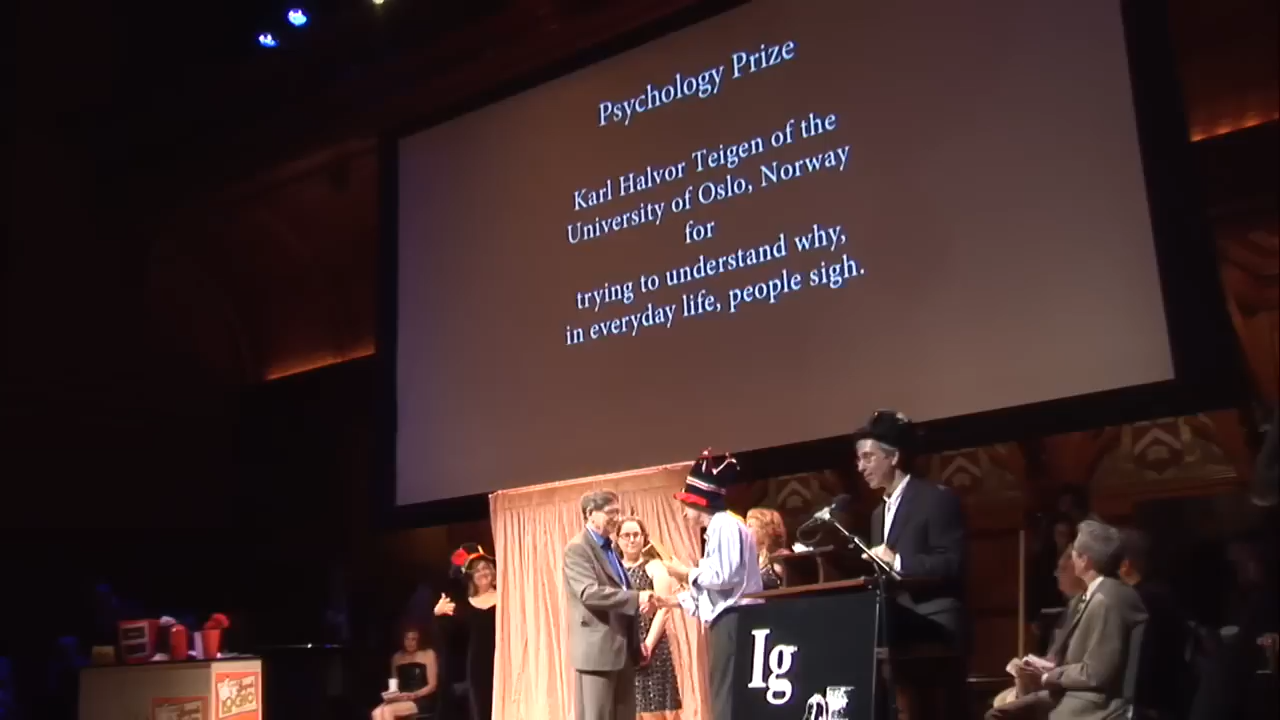 Psychology Prize
Karl Halvor Teigen of the
University of Oslo, Norway
for
trying to understand why,
in everyday life, people sigh.
Ig